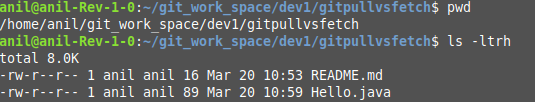 anil@anil-Rev-1-0:~/git_work_space/dev1/gitpullvsfetch$ pwd
/home/anil/git_work_space/dev1/gitpullvsfetch
anil@anil-Rev-1-0:~/git_work_space/dev1/gitpullvsfetch$ ls -ltrh
total 8.0K
-rw-r--r-- 1 anil anil 16 Mar 20 10:53 README.md
-rw-r--r-- 1 anil anil 89 Mar 20 10:59 Hello.java